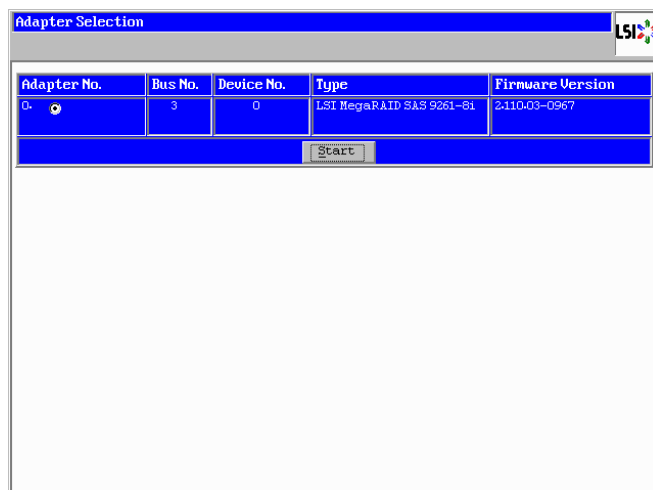 Adapter Selection
LSI
Adapter No. Bus No. Device No. Type Firmware Version
0. 3 0 LSI MegaRAID SAS 9261-8i 2.110.03-0967
Start